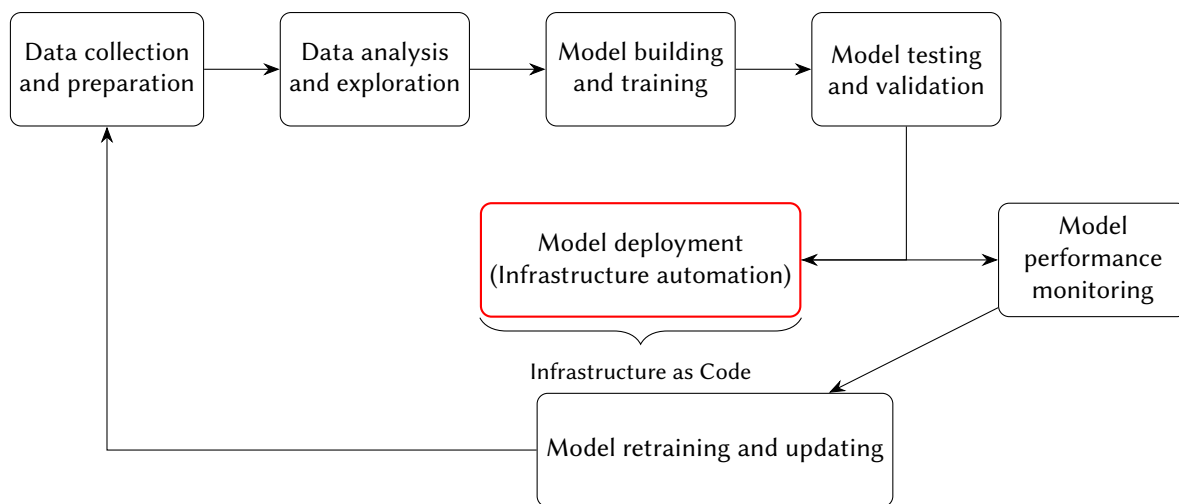 Data collection
and preparation
Data analysis
and exploration
Model building
and training
Model testing
and validation
Model deployment
(Infrastructure automation)
Model
performance
monitoring
Infrastructure as Code
Model retraining and updating